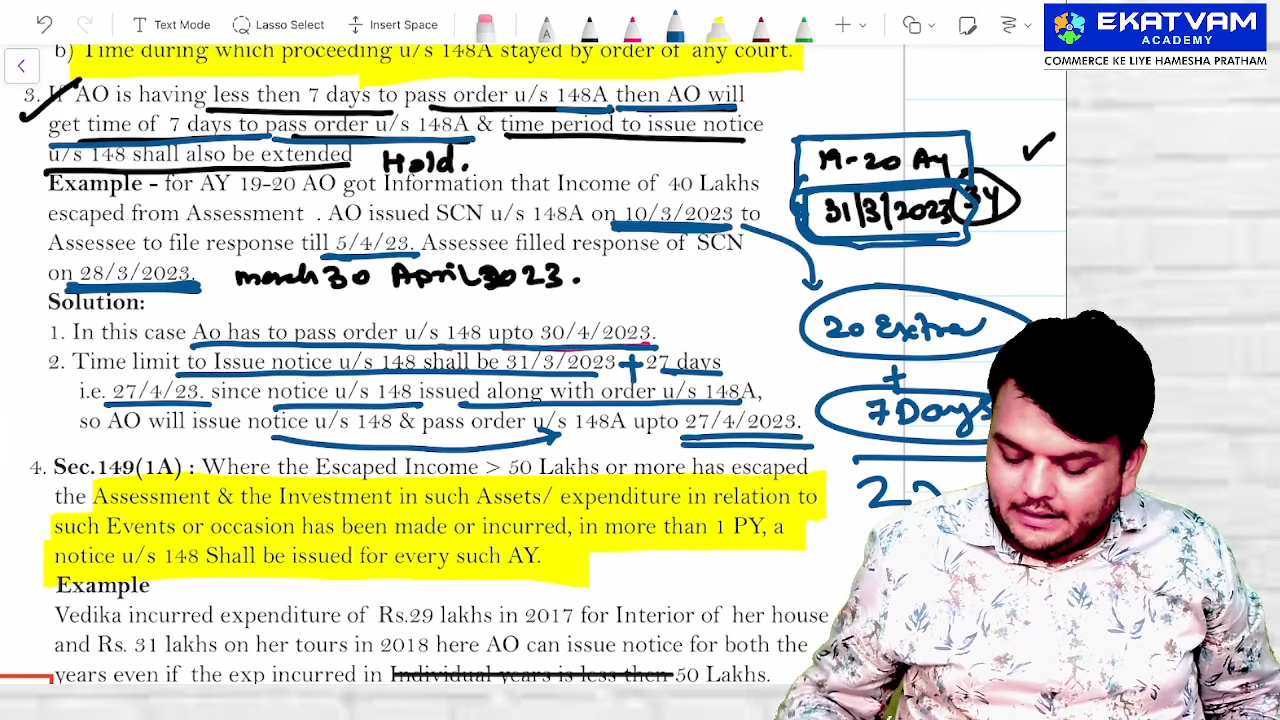 Text Mode Lasso Select Insert Space
EKATVAM
ACADEMY
COMMERCE KE LIYE HAMESHA PRATHAM
b) Time during which proceeding u/s 148A stayed by order of any court.
3. If AO is having less then 7 days to pass order u/s 148A then AO will
get time of 7 days to pass order u/s 148A & time period to issue notice
u/s 148 shall also be extended Hold.
Example - for AY 19-20 AO got Information that Income of 40 Lakhs
escaped from Assessment . AO issued SCN u/s 148A on 10/3/2023 to
Assessee to file response till 5/4/23. Assessee filled response of SCN
on 28/3/2023. march 30 April 2023.
Solution:
1. In this case Ao has to pass order u/s 148 upto 30/4/2023.
2. Time limit to Issue notice u/s 148 shall be 31/3/2023 + 27 days
i.e. 27/4/23. since notice u/s 148 issued along with order u/s 148A,
so AO will issue notice u/s 148 & pass order u/s 148A upto 27/4/2023.
4. Sec.149(1A) : Where the Escaped Income > 50 Lakhs or more has escaped
the Assessment & the Investment in such Assets/ expenditure in relation to
such Events or occasion has been made or incurred, in more than 1 PY, a
notice u/s 148 Shall be issued for every such AY.
Example
Vedika incurred expenditure of Rs.29 lakhs in 2017 for Interior of her house
and Rs. 31 lakhs on her tours in 2018 here AO can issue notice for both the
years even if the exp incurred in Individual years is less then 50 Lakhs.
19-20 Ay
31/3/2023 3Y
20 Extra
+
7 Days